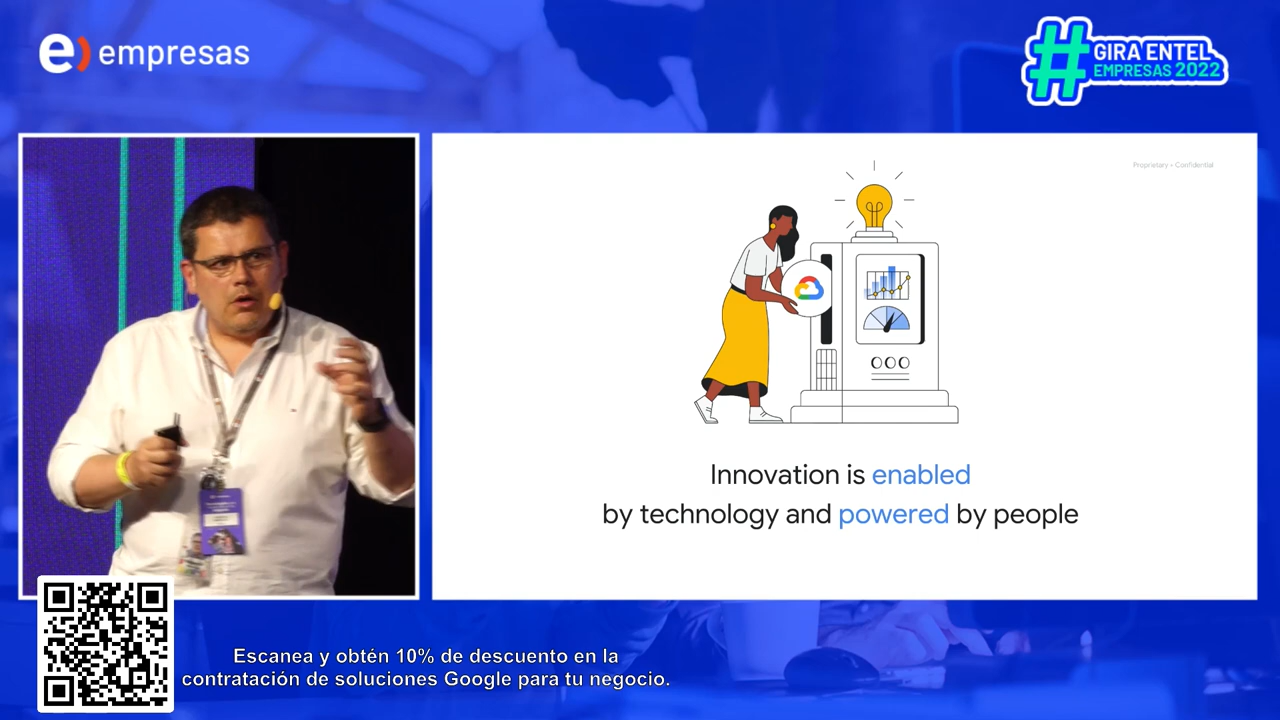 e) empresas
#GIRA ENTEL
EMPRESAS 2022
Proprietary + Confidential
Innovation is enabled
by technology and powered by people
Escanea y obtén 10% de descuento en la
contratación de soluciones Google para tu negocio.